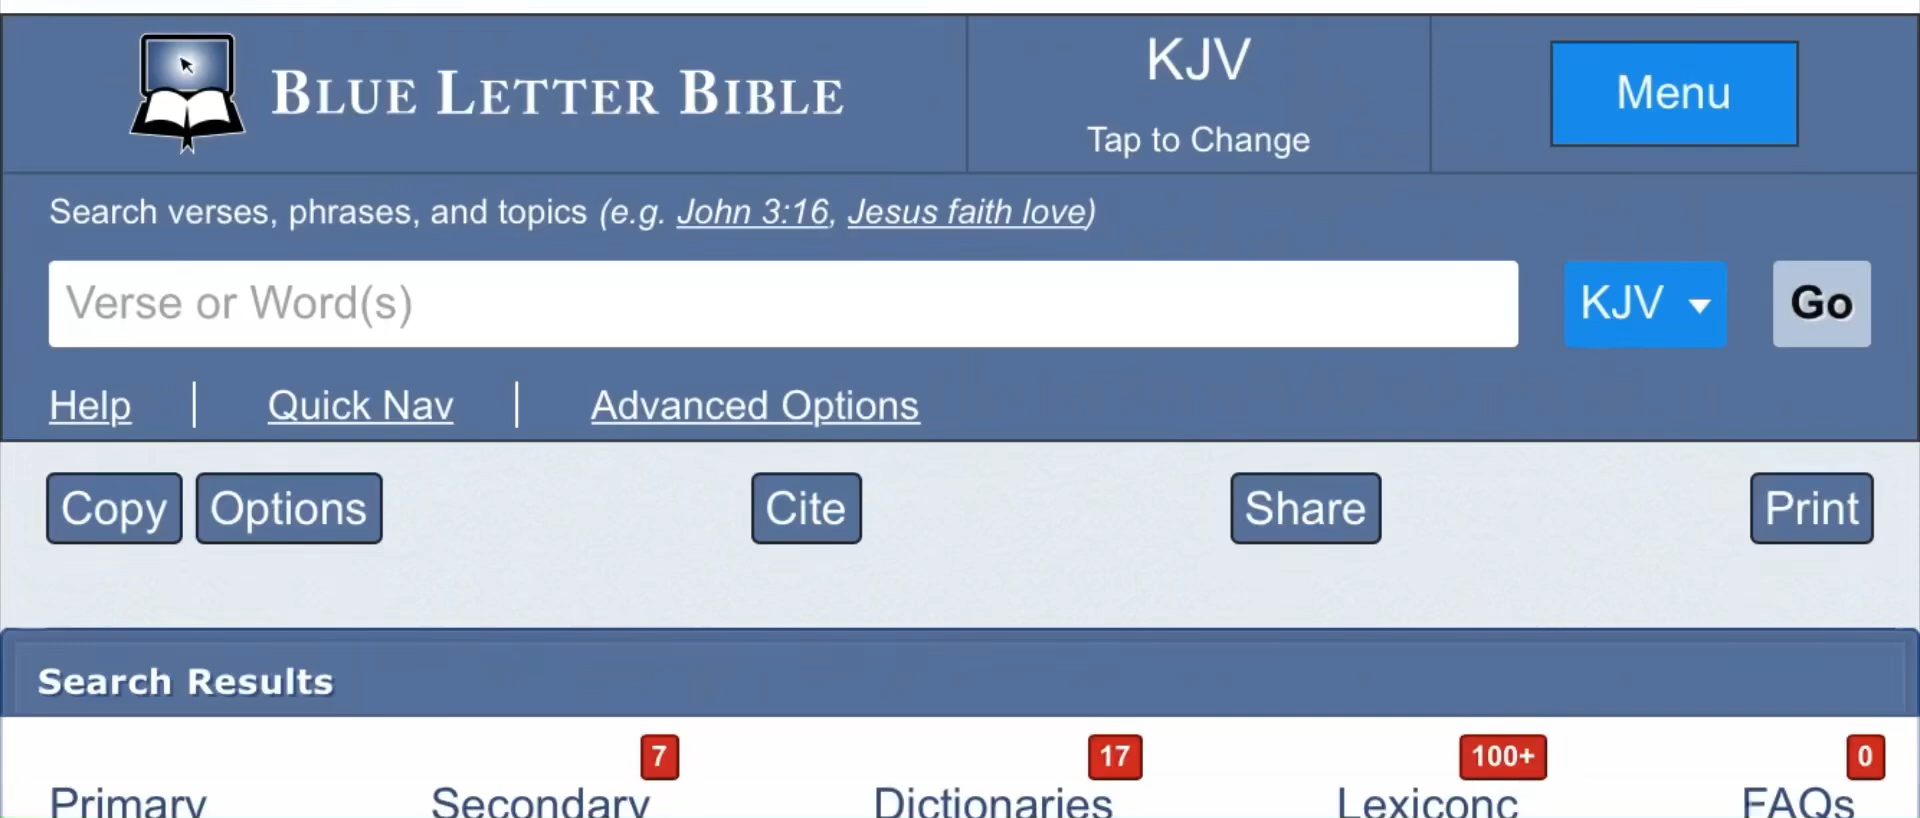 BLUE LETTER BIBLE
KJV
Tap to Change
Menu
Search verses, phrases, and topics (e.g. John 3:16, Jesus faith love)
Verse or Word(s)
KJV
Go
Help
Quick Nav
Advanced Options
Copy
Options
Cite
Share
Print
Search Results
7
17
100+
0
Primary
Secondary
Dictionaries
Lexiconc
FAQs